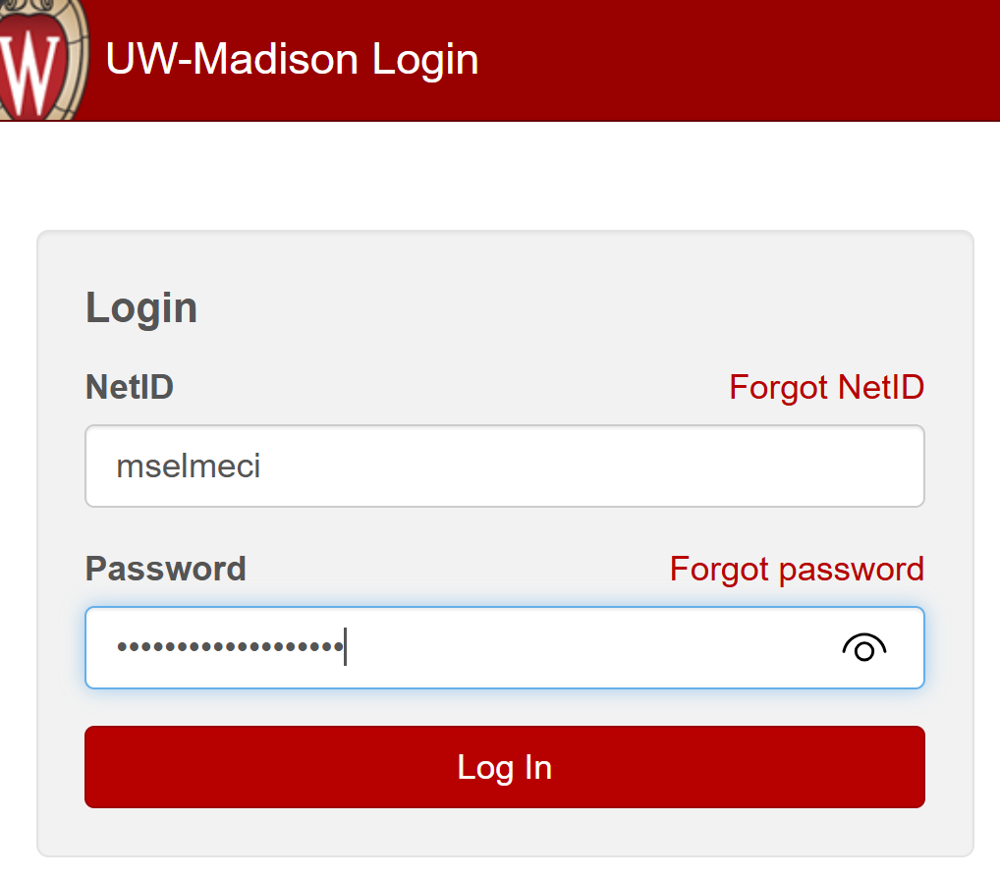 W
UW-Madison Login
Login
NetID Forgot NetID
mselmeci
Password Forgot password
•••••••••••••••••••
Log In